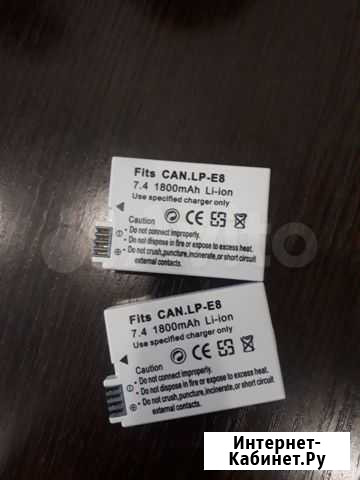 Fits CAN.LP-E8
7.4 1800mAh Li-ion
Use specified charger only
Caution
Do not connect improperly.
Do not disperse in fire or expose to excess heat.
Do not crush,puncture,incinerate,or short circuit
external contacts.
Fits CAN.LP-E8
7.4 1800mAh Li-ion
Use specified charger only
Caution
Do not connect improperly.
Do not disperse in fire or expose to excess heat.
Do not crush,puncture,incinerate,or short circuit
external contacts.
Интернет-
Кабинет.Ру